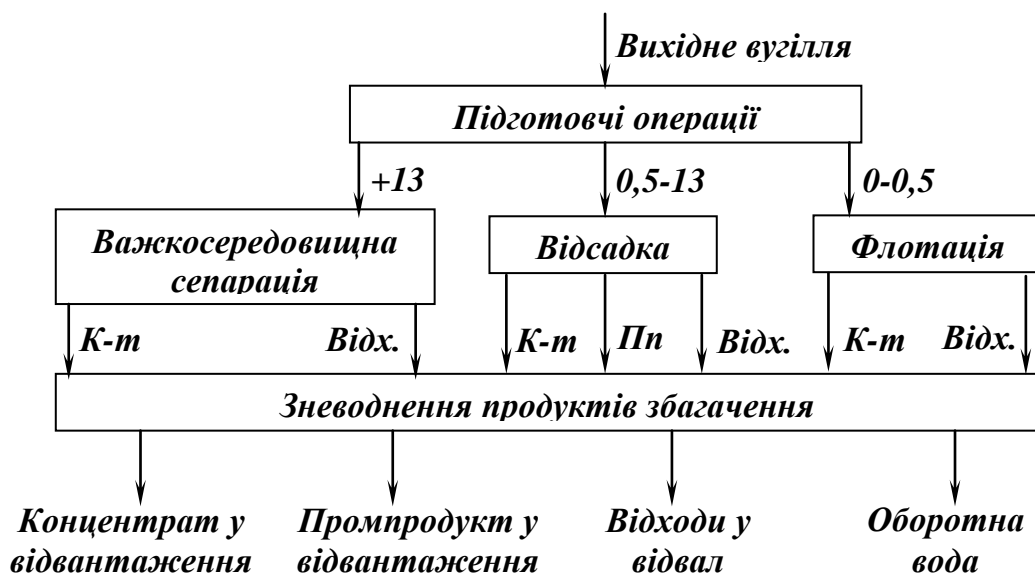 Вихідне вугілля
Підготовчі операції
+13
0,5-13
0-0,5
Важкосередовищна
сепарація
Відсадка
Флотація
К-т
Відх.
К-т
Пп
Відх.
К-т
Відх.
Зневоднення продуктів збагачення
Концентрат у
відвантаження
Промпродукт у
відвантаження
Відходи у
відвал
Оборотна
вода